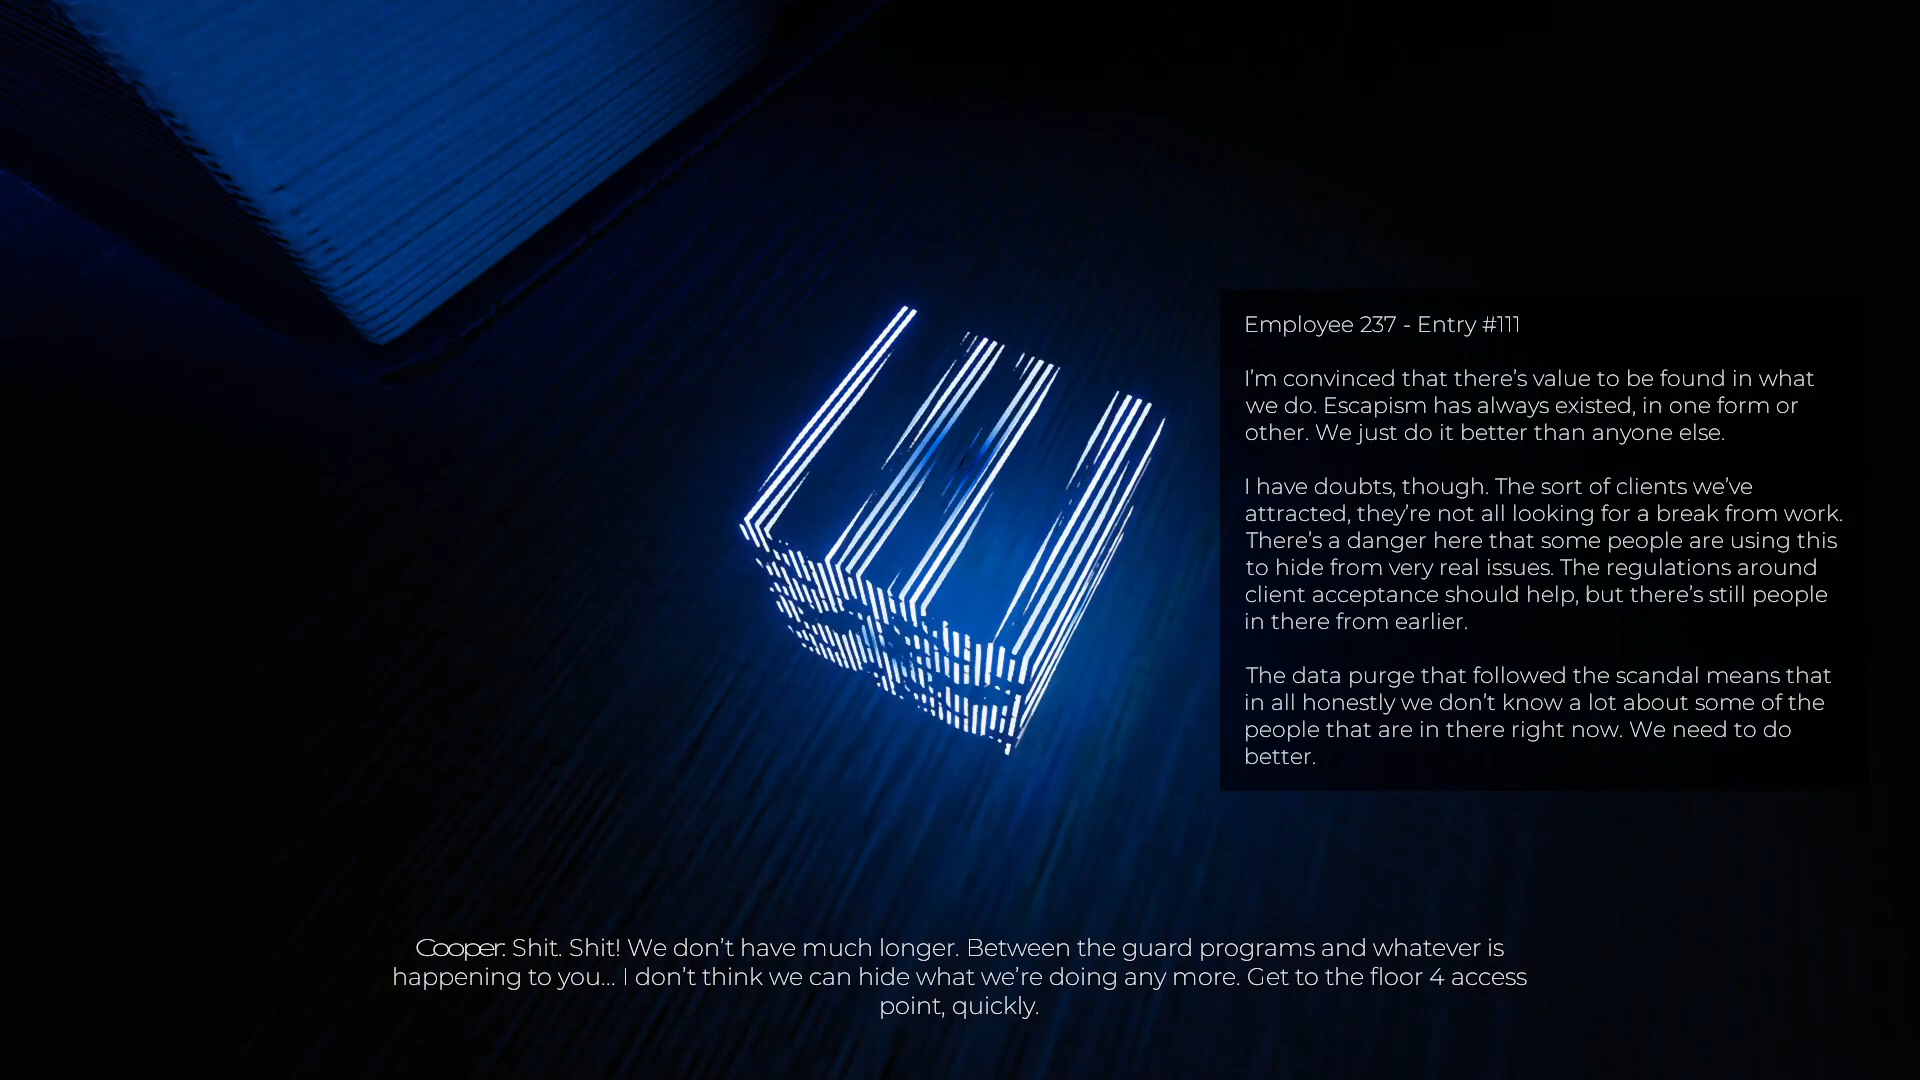 Employee 237 - Entry #111
I'm convinced that there's value to be found in what
we do. Escapism has always existed, in one form or
other. We just do it better than anyone else.
I have doubts, though. The sort of clients we've
attracted, they're not all looking for a break from work.
There's a danger here that some people are using this
to hide from very real issues. The regulations around
client acceptance should help, but there's still people
in there from earlier.
The data purge that followed the scandal means that
in all honestly we don't know a lot about some of the
people that are in there right now. We need to do
better.
Cooper: Shit. Shit! We don't have much longer. Between the guard programs and whatever is
happening to you... I don't think we can hide what we're doing any more. Get to the floor 4 access
point, quickly.